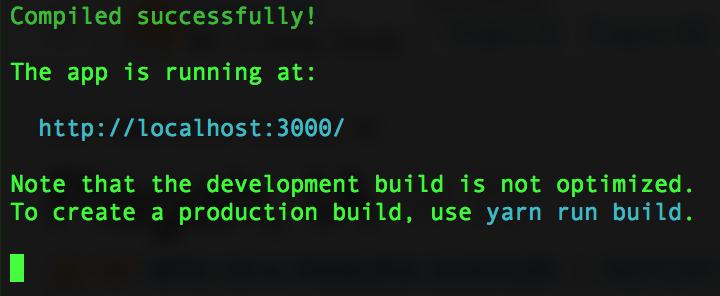 Compiled successfully!
The app is running at:
http://localhost:3000/
Note that the development build is not optimized.
To create a production build, use yarn run build.